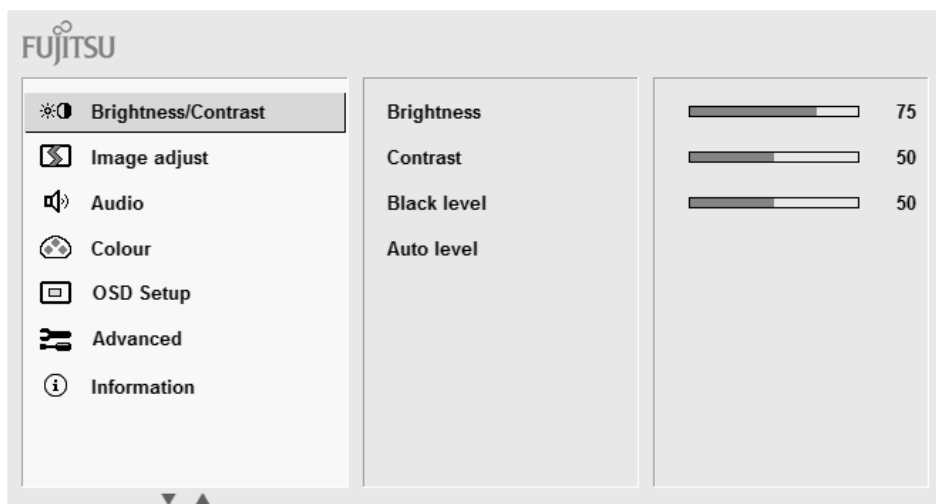 FUJITSU
Brightness/Contrast
Image adjust
Audio
Colour
OSD Setup
Advanced
Information
Brightness
Contrast
Black level
Auto level
75
50
50